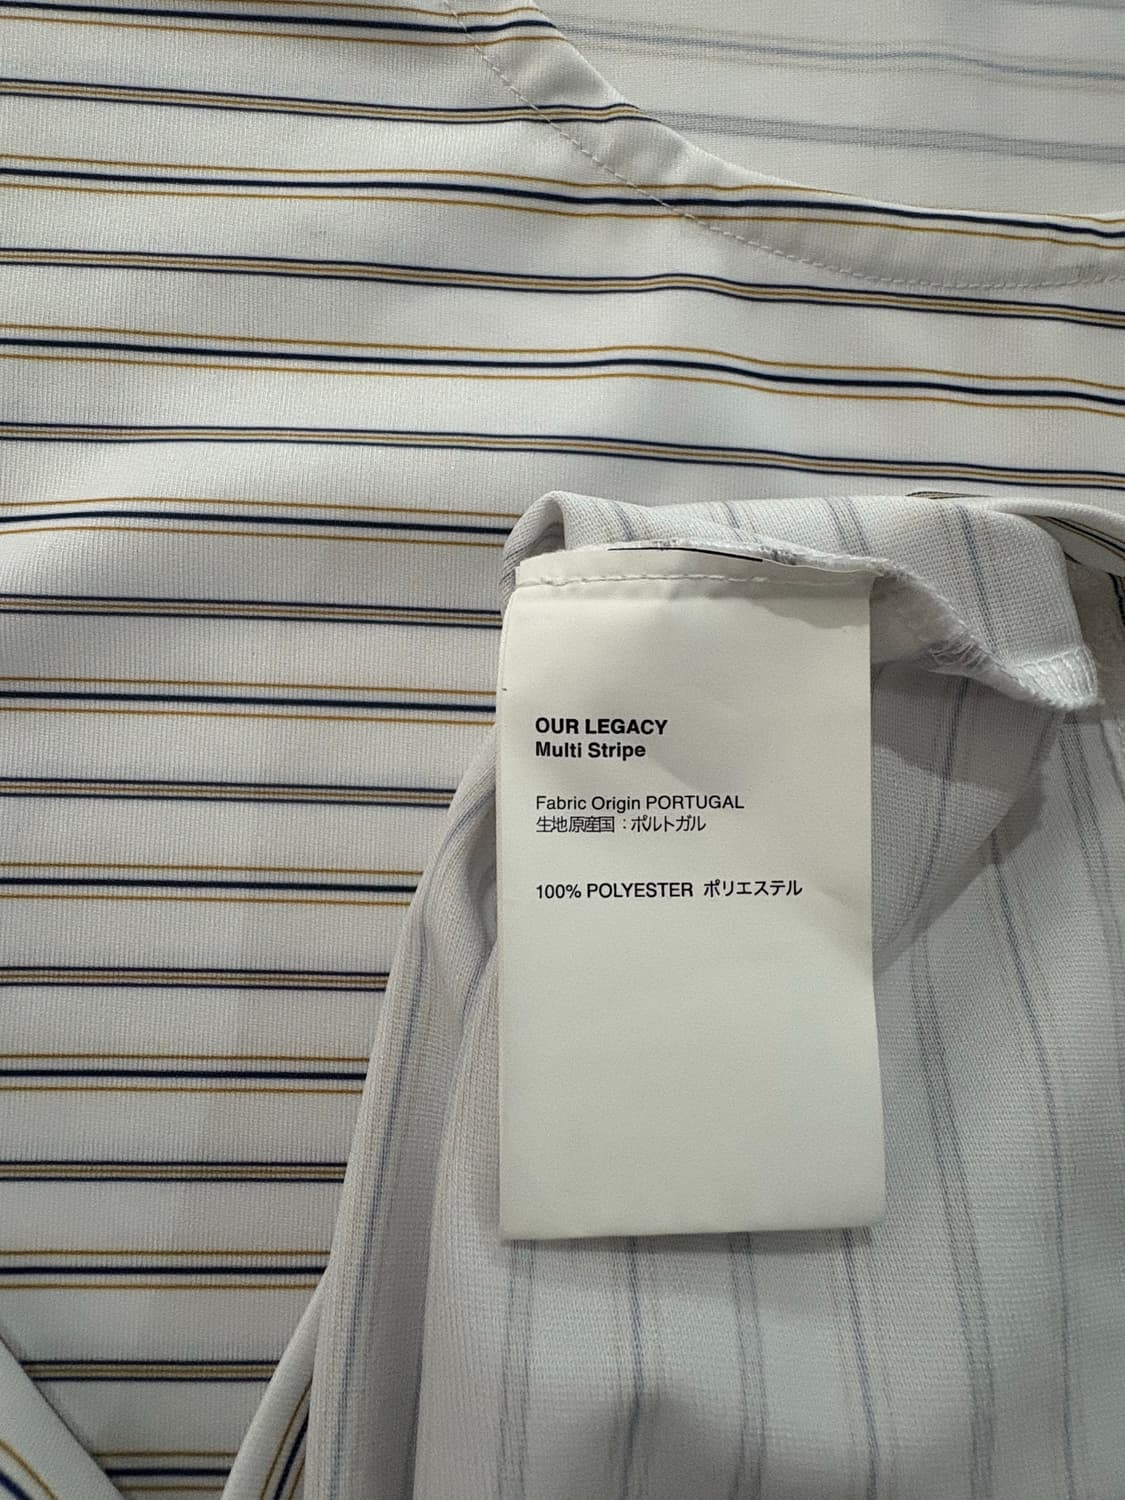 OUR LEGACY
Multi Stripe
Fabric Origin PORTUGAL
生地原産国：ポルトガル
100% POLYESTER ポリエステル